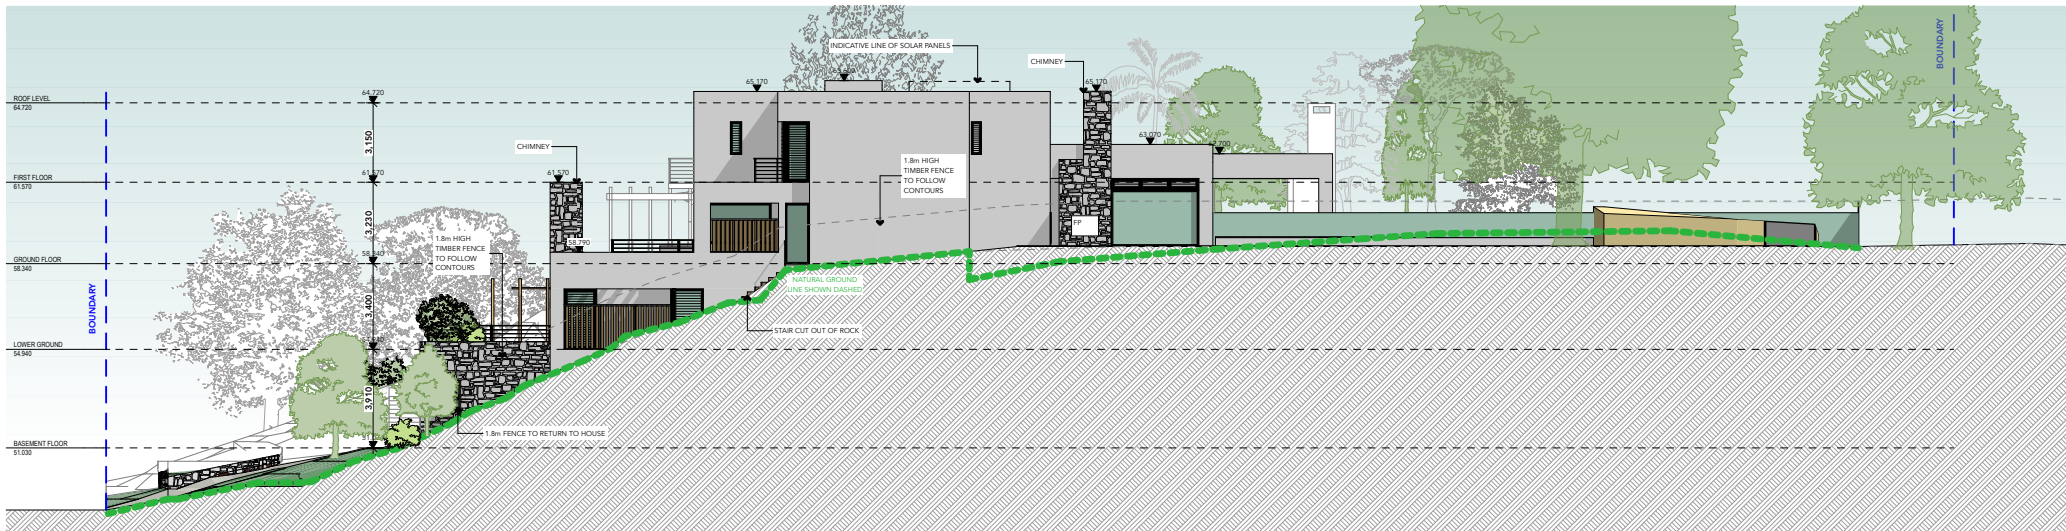 INDICATIVE LINE OF SOLAR PANELS
BOUNDARY
CHIMNEY
65.170
65.170
ROOF LEVEL
64.720
64.720
3,150
63.070
62.700
CHIMNEY
1.8m HIGH
TIMBER FENCE
TO FOLLOW
CONTOURS
FIRST FLOOR
61.570
61.570
61.570
3,230
FP
58.790
1.8m HIGH
TIMBER FENCE
TO FOLLOW
CONTOURS
GROUND FLOOR
58.340
58.340
NATURAL GROUND
LINE SHOWN DASHED
BOUNDARY
3,400
STAIR CUT OUT OF ROCK
LOWER GROUND
54.940
3,910
1.8m FENCE TO RETURN TO HOUSE
BASEMENT FLOOR
51.030